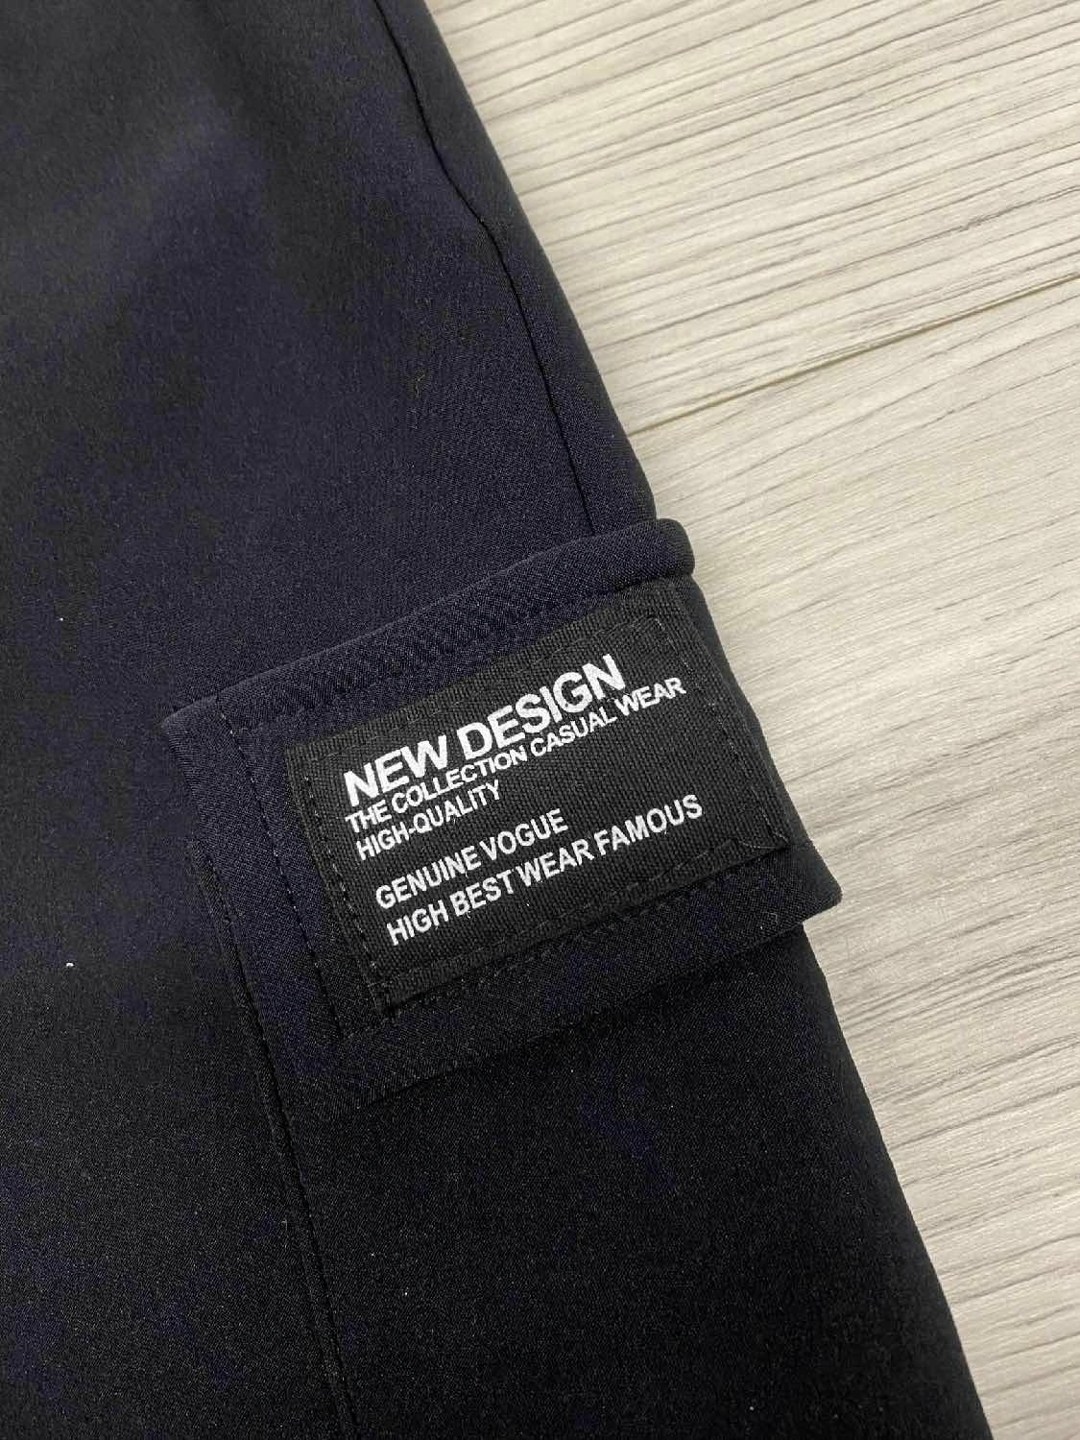 NEW DESIGN
THE COLLECTION CASUAL WEAR
HIGH-QUALITY
GENUINE VOGUE
HIGH BEST WEAR FAMOUS